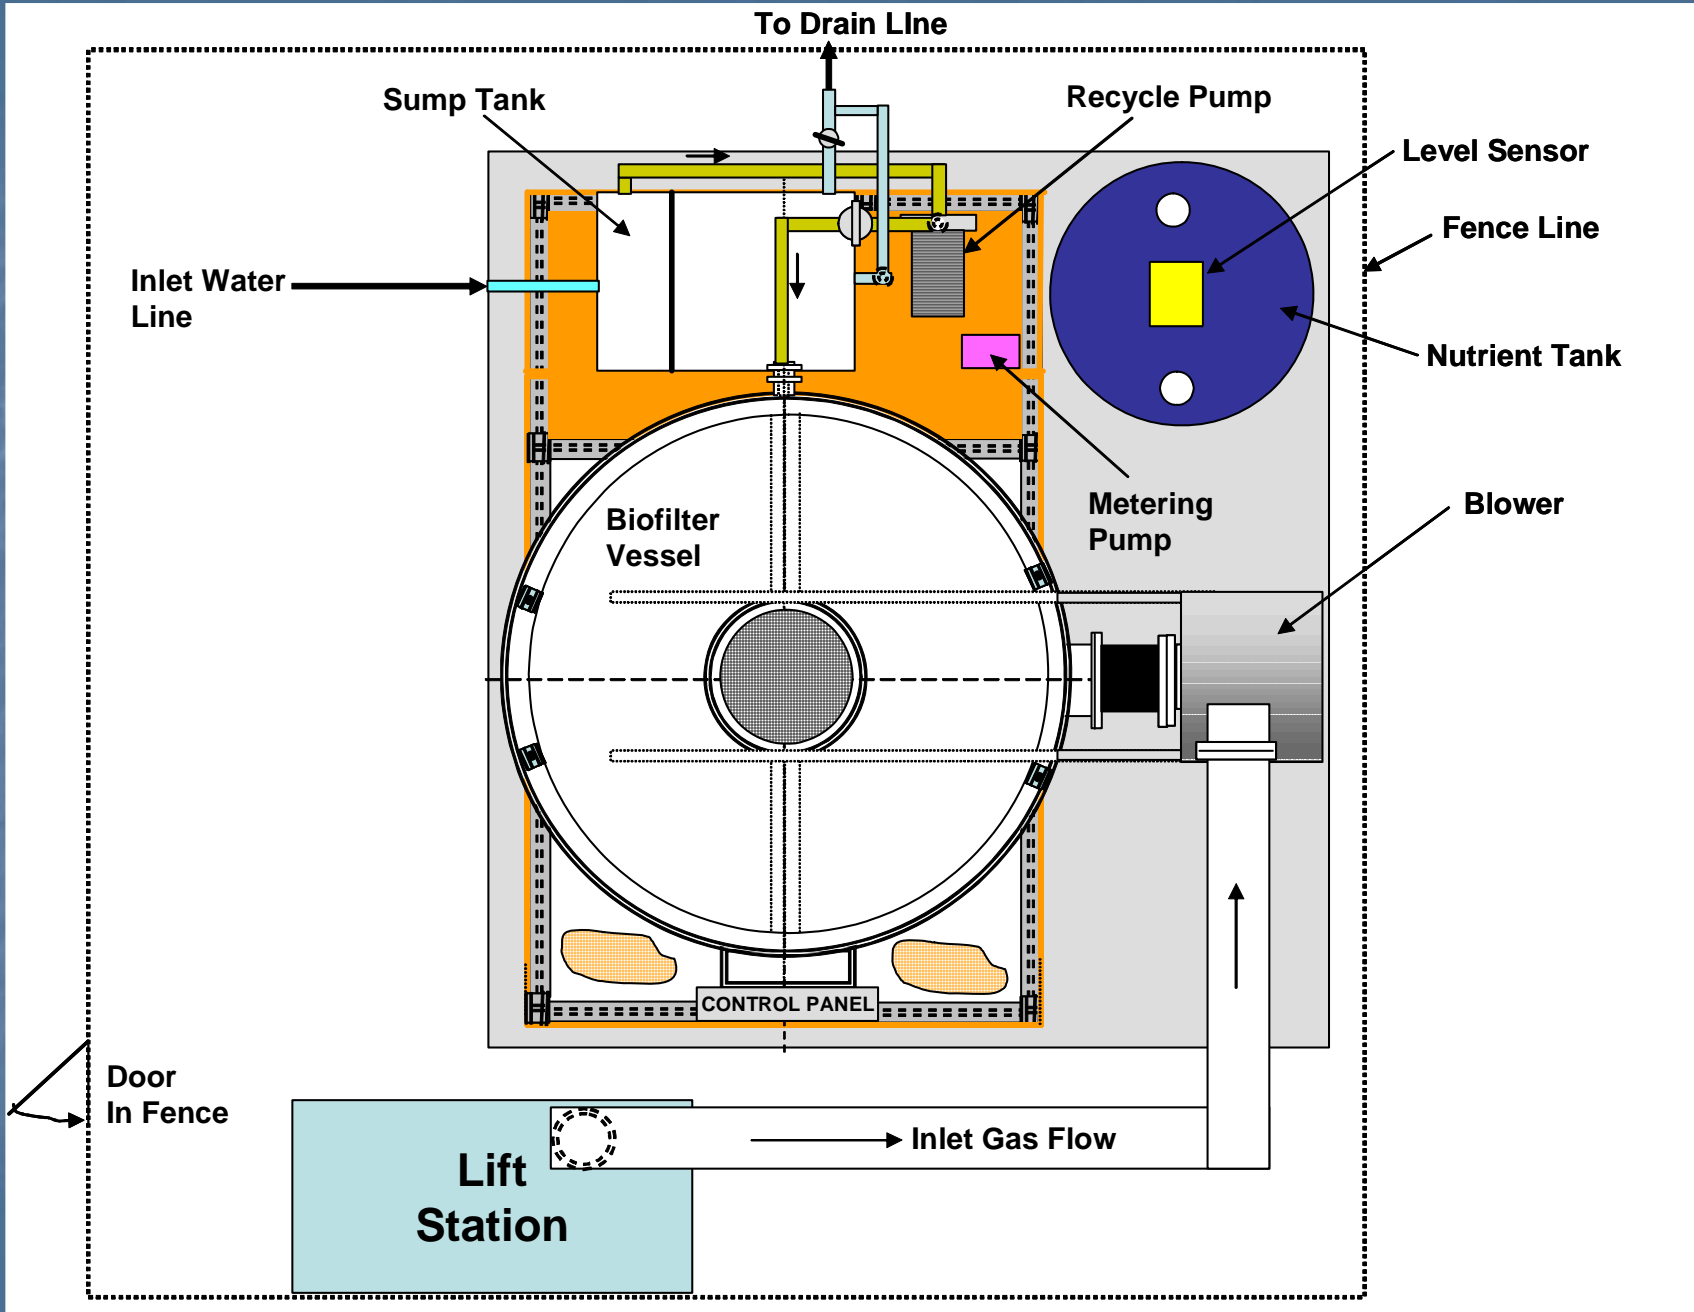 To Drain LIne
Sump Tank
Recycle Pump
Level Sensor
Fence Line
Inlet Water
Line
Nutrient Tank
Metering
Pump
Blower
Biofilter
Vessel
CONTROL PANEL
Door
In Fence
Inlet Gas Flow
Lift
Station